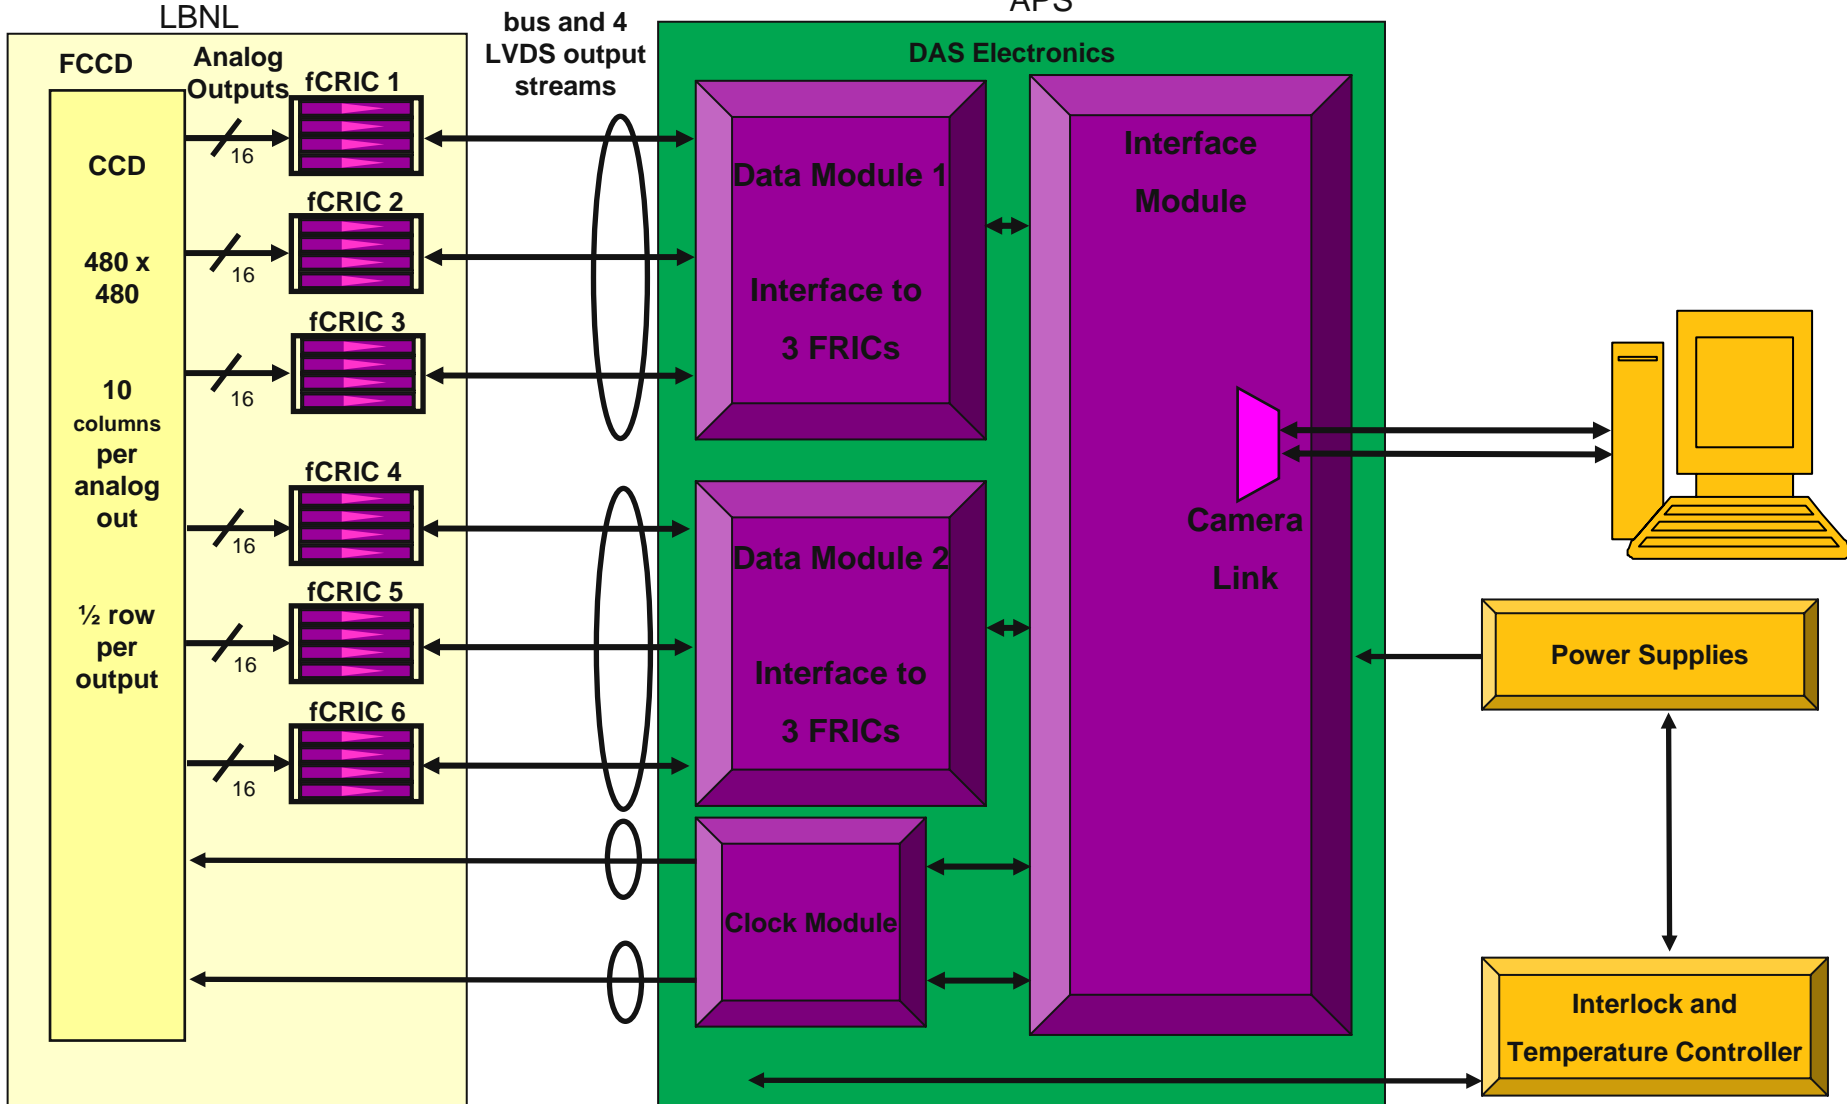 LBNL
APS
FCCD
Analog
Outputs
bus and 4
LVDS output
streams
DAS Electronics
CCD
480 x
480
10
columns
per
analog
out
½ row
per
output
fCRIC 1
16
fCRIC 2
16
fCRIC 3
16
fCRIC 4
16
fCRIC 5
16
fCRIC 6
16
Data Module 1
Interface to
3 FRICs
Data Module 2
Interface to
3 FRICs
Clock Module
Interface
Module
Camera
Link
Power Supplies
Interlock and
Temperature Controller